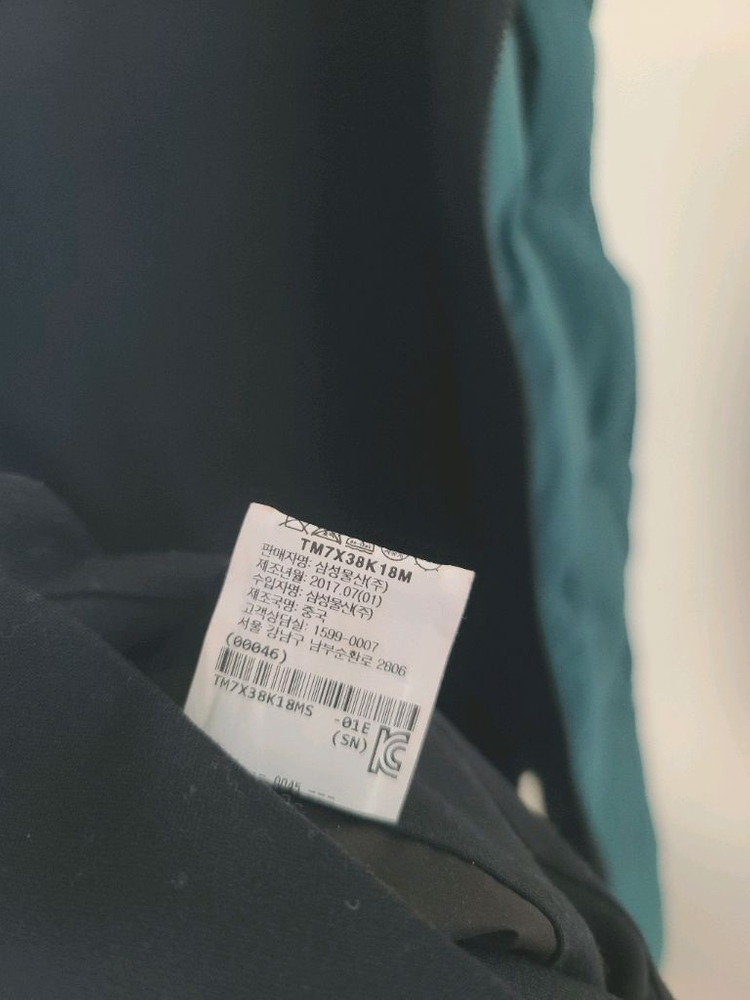 TM7X38K18M
판매자명: 삼성물산(주)
제조년월: 2017.07(01)
수입자명: 삼성물산(주)
제조국명: 중국
고객상담실: 1599-0007
서울 강남구 남부순환로 2806
(00046)
TM7X38K18MS -01E
(SN)
0045